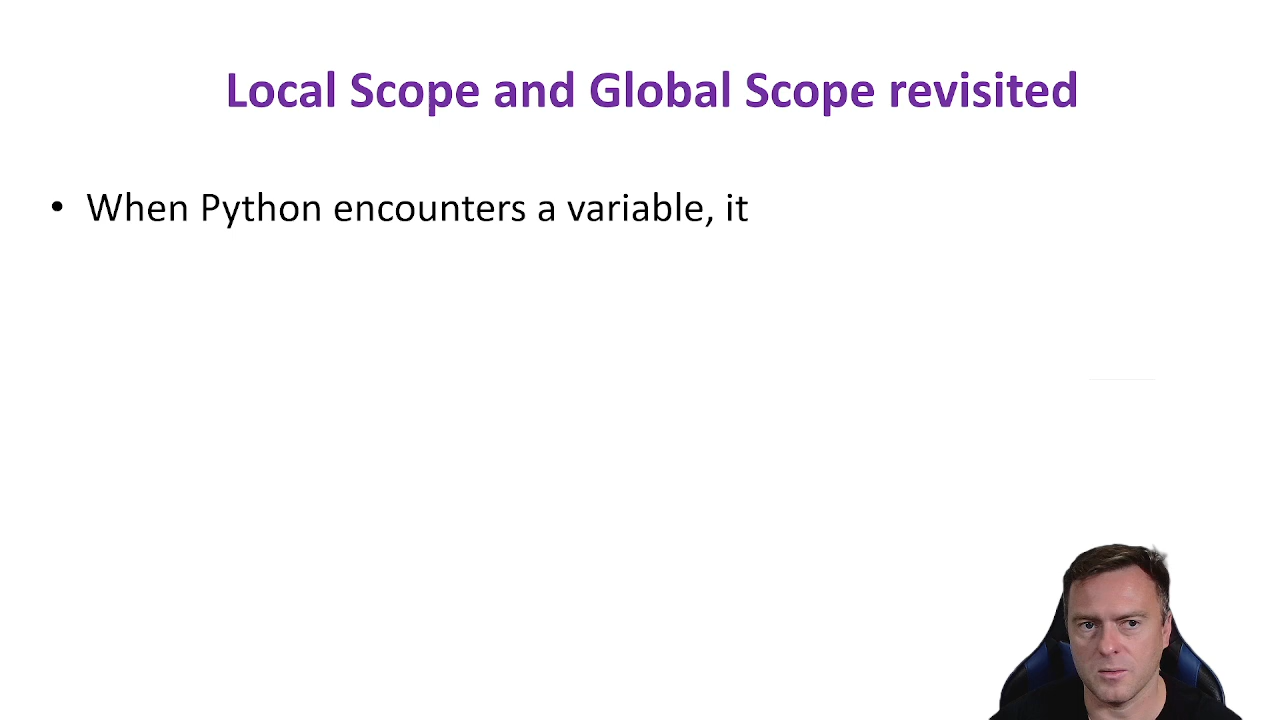 Local Scope and Global Scope revisited
• When Python encounters a variable, it